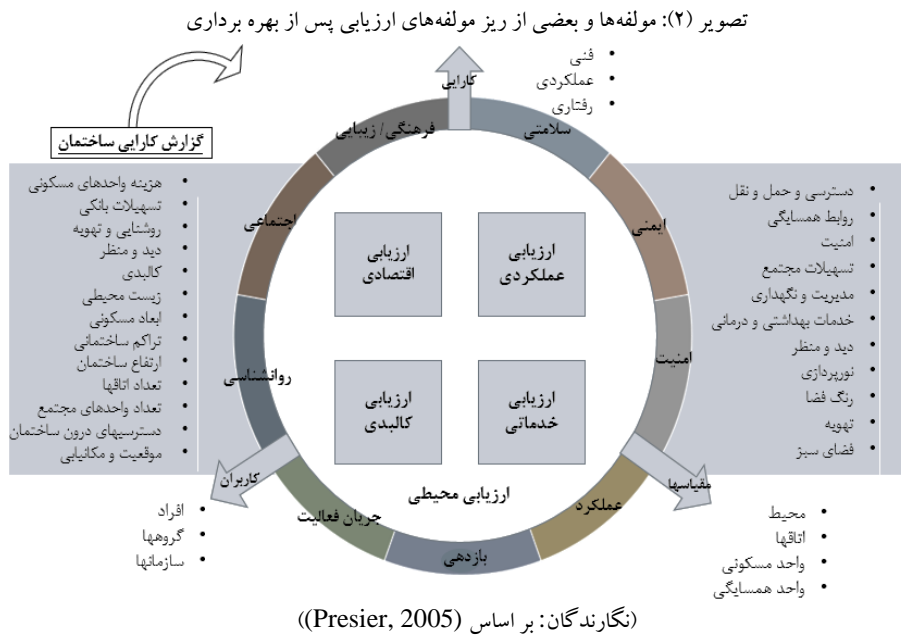 تصویر (۲): مولفه‌ها و بعضی از ریز مولفه‌های ارزیابی پس از بهره برداری
کارایی
• فنی
• عملکردی
• رفتاری
گزارش کارایی ساختمان
فرهنگی/ زیبایی
سلامتی
اجتماعی
ایمنی
روانشناسی
امنیت
کاربران
مقیاسها
جریان فعالیت
بازدهی
عملکرد
• دسترسی و حمل و نقل
• روابط همسایگی
• امنیت
• تسهیلات مجتمع
• مدیریت و نگهداری
• خدمات بهداشتی و درمانی
• دید و منظر
• نورپردازی
• رنگ فضا
• تهویه
• فضای سبز
ارزیابی
عملکردی
ارزیابی
اقتصادی
ارزیابی
خدماتی
ارزیابی
کالبدی
ارزیابی محیطی
• هزینه واحدهای مسکونی
• تسهیلات بانکی
• روشنایی و تهویه
• دید و منظر
• کالبدی
• زیست محیطی
• ابعاد مسکونی
• تراکم ساختمانی
• ارتفاع ساختمان
• تعداد اتاقها
• تعداد واحدهای مجتمع
• دسترسیهای درون ساختمان
• موقعیت و مکانیابی
• محیط
• اتاقها
• واحد مسکونی
• واحد همسایگی
• افراد
• گروهها
• سازمانها
(نگارندگان: بر اساس (Presier, 2005))